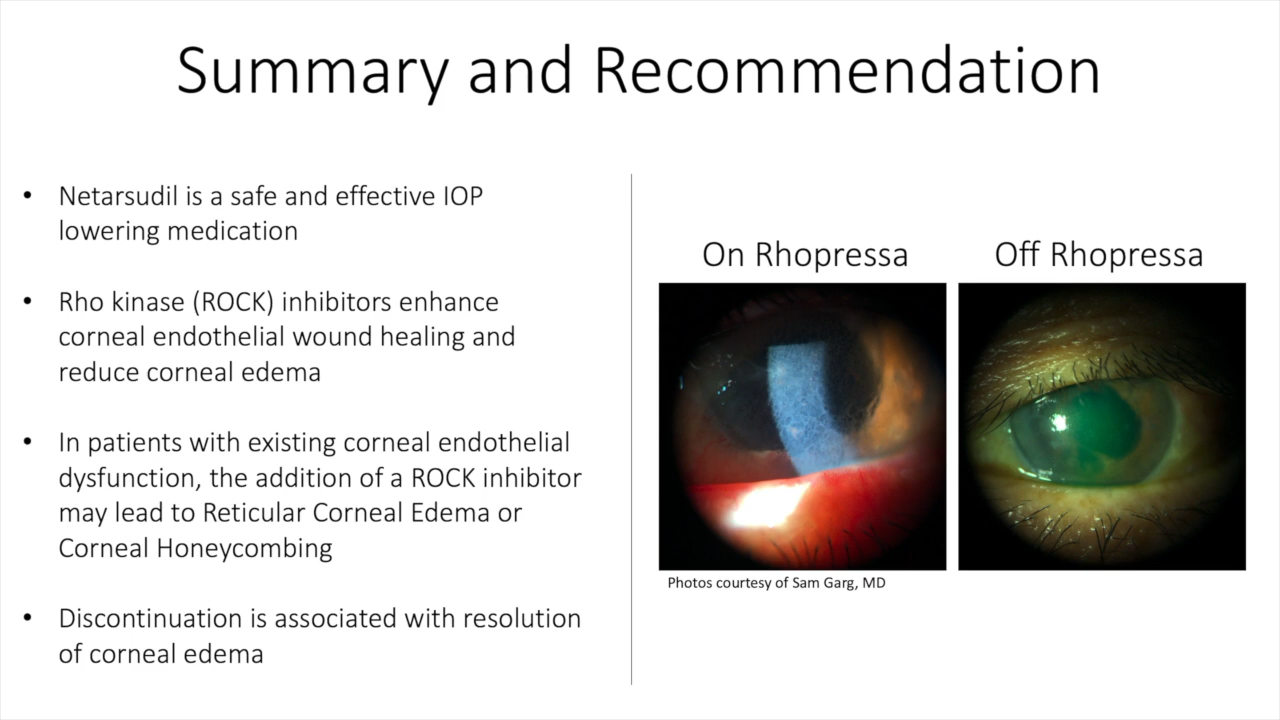 Summary and Recommendation
• Netarsudil is a safe and effective IOP
lowering medication
• Rho kinase (ROCK) inhibitors enhance
corneal endothelial wound healing and
reduce corneal edema
• In patients with existing corneal endothelial
dysfunction, the addition of a ROCK inhibitor
may lead to Reticular Corneal Edema or
Corneal Honeycombing
• Discontinuation is associated with resolution
of corneal edema
On Rhopressa
Off Rhopressa
Photos courtesy of Sam Garg, MD